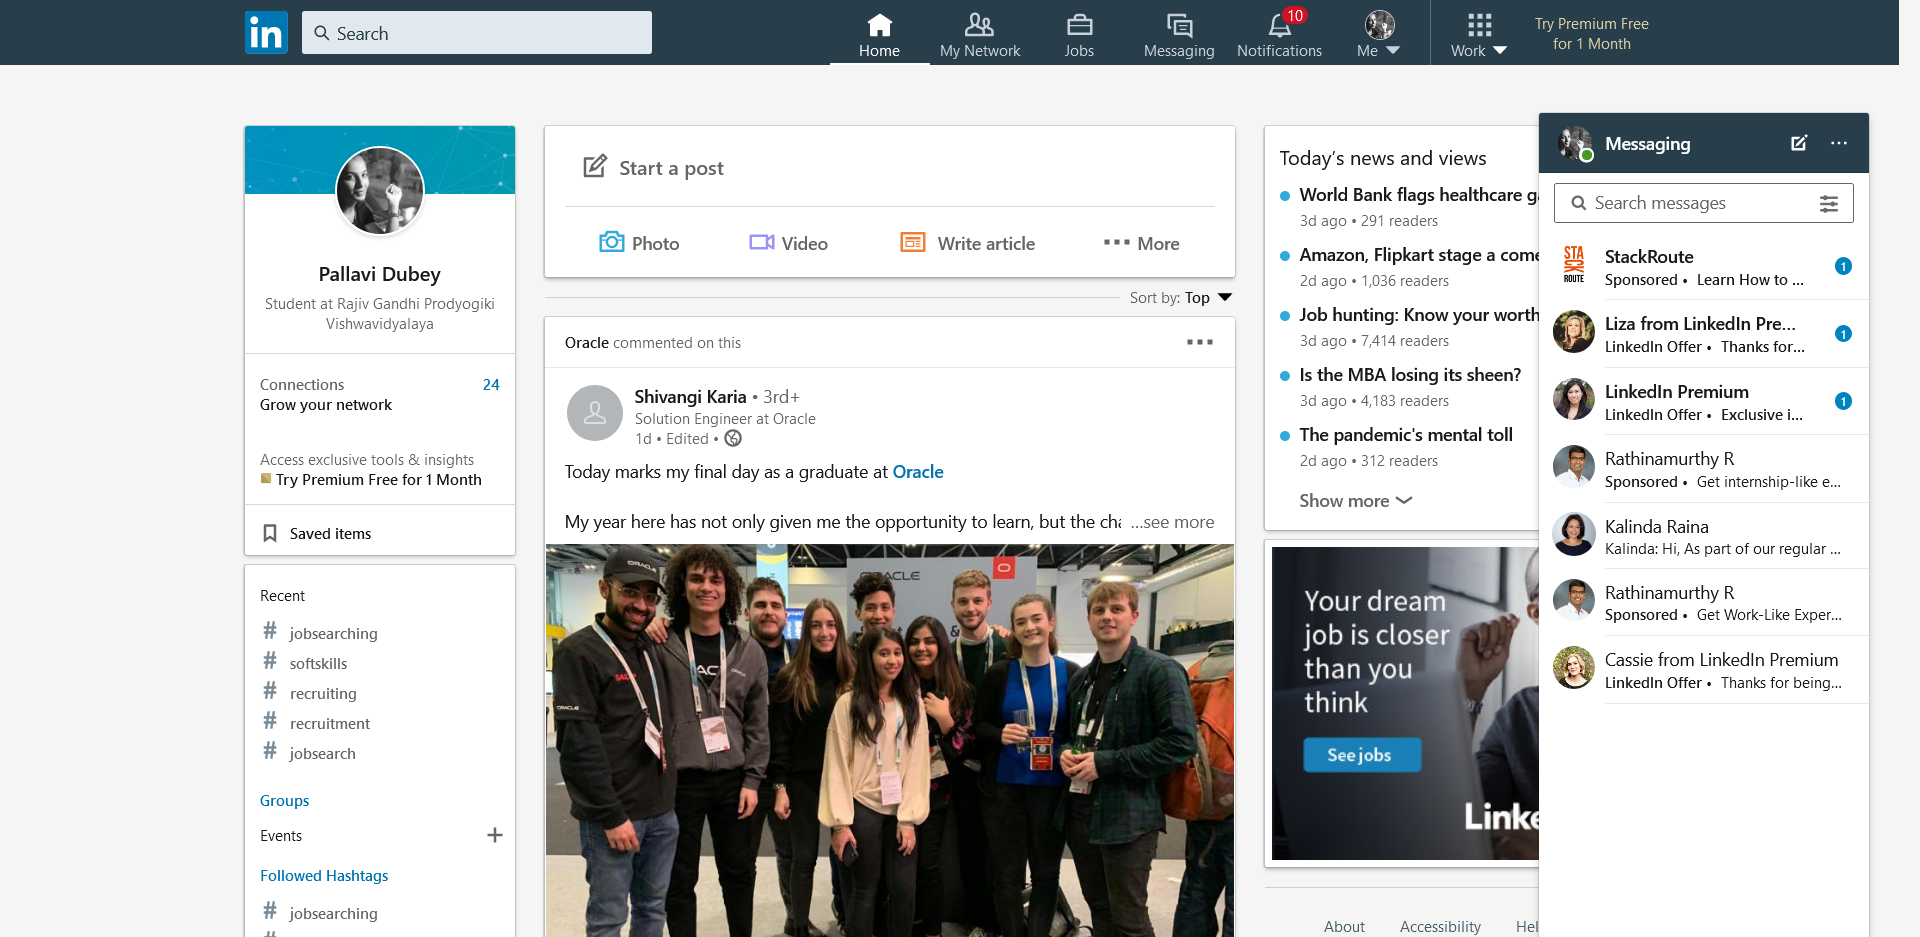 in
Search
Home
My Network
Jobs
Messaging
10
Notifications
Me
Work
Try Premium Free
for 1 Month
Pallavi Dubey
Student at Rajiv Gandhi Prodyogiki
Vishwavidyalaya
Connections 24
Grow your network
Access exclusive tools & insights
Try Premium Free for 1 Month
Saved items
Recent
# jobsearching
# softskills
# recruiting
# recruitment
# jobsearch
Groups
Events
Followed Hashtags
# jobsearching
Start a post
Photo
Video
Write article
More
Sort by: Top
Oracle commented on this
Shivangi Karia • 3rd+
Solution Engineer at Oracle
1d • Edited •
Today marks my final day as a graduate at Oracle
My year here has not only given me the opportunity to learn, but the cha ...see more
ORACLE
ORACLE
ORACLE
Today's news and views
World Bank flags healthcare ga
3d ago • 291 readers
Amazon, Flipkart stage a come
2d ago • 1,036 readers
Job hunting: Know your worth
3d ago • 7,414 readers
Is the MBA losing its sheen?
3d ago • 4,183 readers
The pandemic's mental toll
2d ago • 312 readers
Show more
Your dream
job is closer
than you
think
See jobs
Linke
About
Accessibility
Hel
Messaging
Search messages
STACK
ROUTE
StackRoute
Sponsored • Learn How to ...
1
Liza from LinkedIn Pre...
LinkedIn Offer • Thanks for...
1
LinkedIn Premium
LinkedIn Offer • Exclusive i...
1
Rathinamurthy R
Sponsored • Get internship-like e...
Kalinda Raina
Kalinda: Hi, As part of our regular ...
Rathinamurthy R
Sponsored • Get Work-Like Exper...
Cassie from LinkedIn Premium
LinkedIn Offer • Thanks for being...